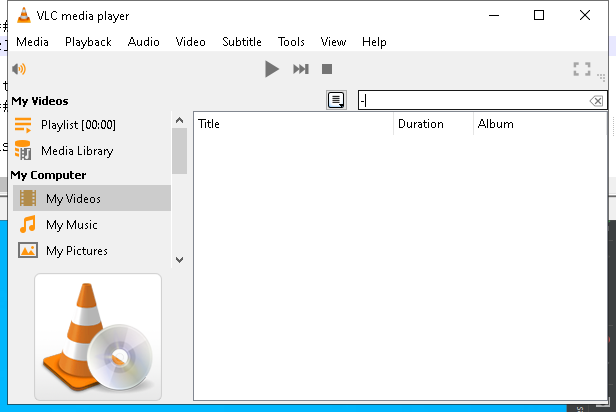 VLC media player
Media Playback Audio Video Subtitle Tools View Help
My Videos
-
Playlist [00:00]
Media Library
My Computer
My Videos
My Music
My Pictures
Title Duration Album